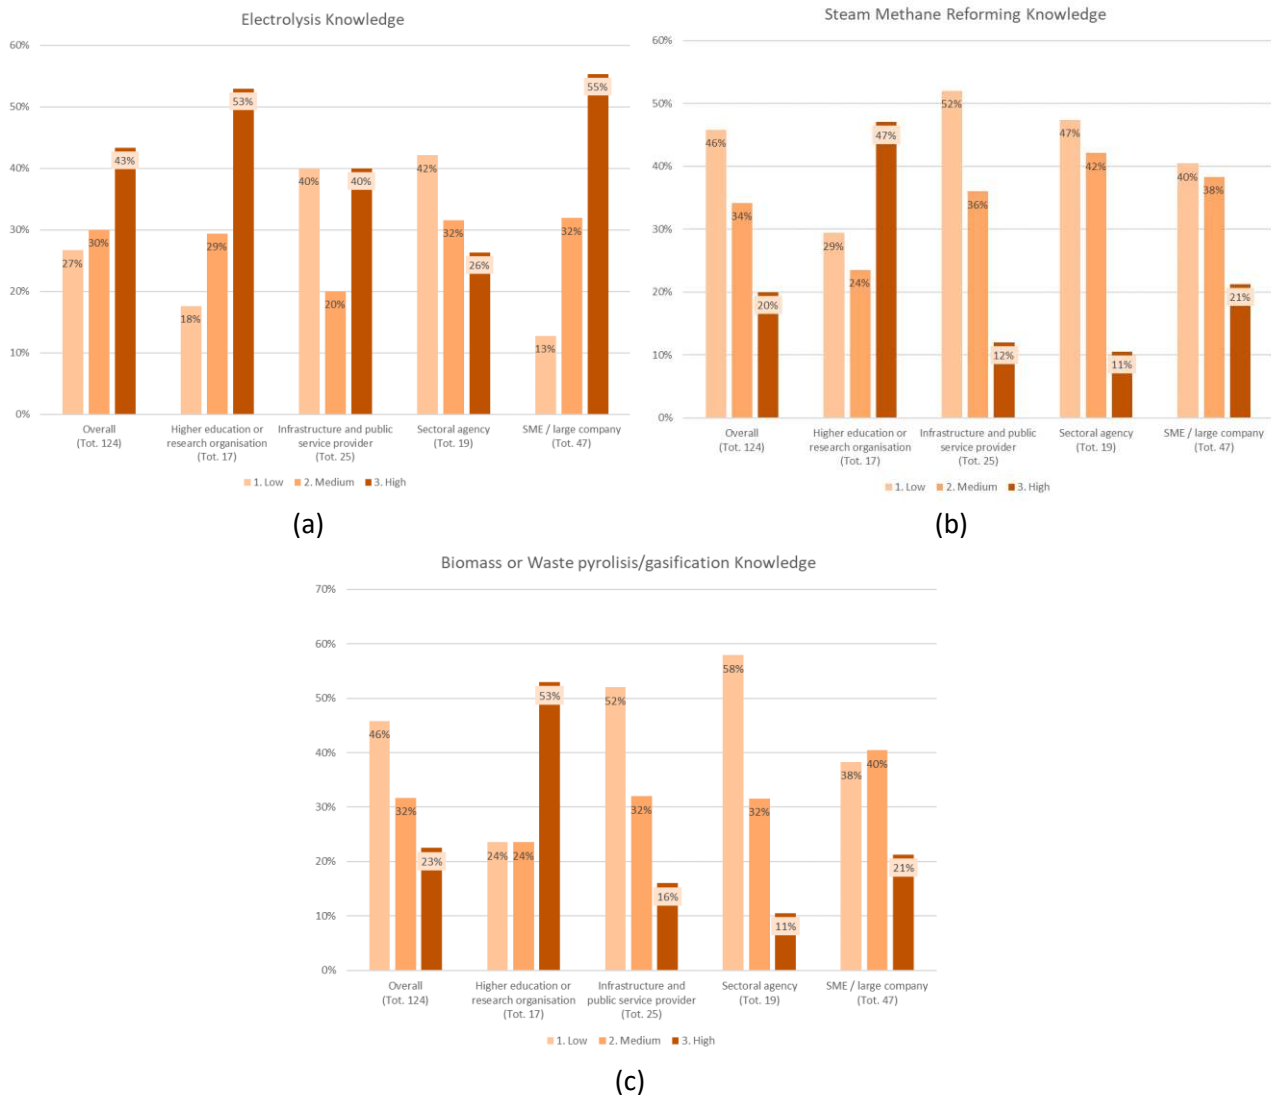 Electrolysis Knowledge
60%
50%
40%
30%
20%
10%
0%
27%
30%
43%
18%
29%
53%
40%
20%
40%
42%
32%
26%
13%
32%
55%
Overall
(Tot. 124)
Higher education or
research organisation
(Tot. 17)
Infrastructure and public
service provider
(Tot. 25)
Sectoral agency
(Tot. 19)
SME / large company
(Tot. 47)
1. Low 2. Medium 3. High
(a)
Steam Methane Reforming Knowledge
60%
50%
40%
30%
20%
10%
0%
46%
34%
20%
29%
24%
47%
52%
36%
12%
47%
42%
11%
40%
38%
21%
Overall
(Tot. 124)
Higher education or
research organisation
(Tot. 17)
Infrastructure and public
service provider
(Tot. 25)
Sectoral agency
(Tot. 19)
SME / large company
(Tot. 47)
1. Low 2. Medium 3. High
(b)
Biomass or Waste pyrolisis/gasification Knowledge
70%
60%
50%
40%
30%
20%
10%
0%
46%
32%
23%
24%
24%
53%
52%
32%
16%
58%
32%
11%
38%
40%
21%
Overall
(Tot. 124)
Higher education or
research organisation
(Tot. 17)
Infrastructure and
public service provider
(Tot. 25)
Sectoral agency
(Tot. 19)
SME / large company
(Tot. 47)
1. Low 2. Medium 3. High
(c)